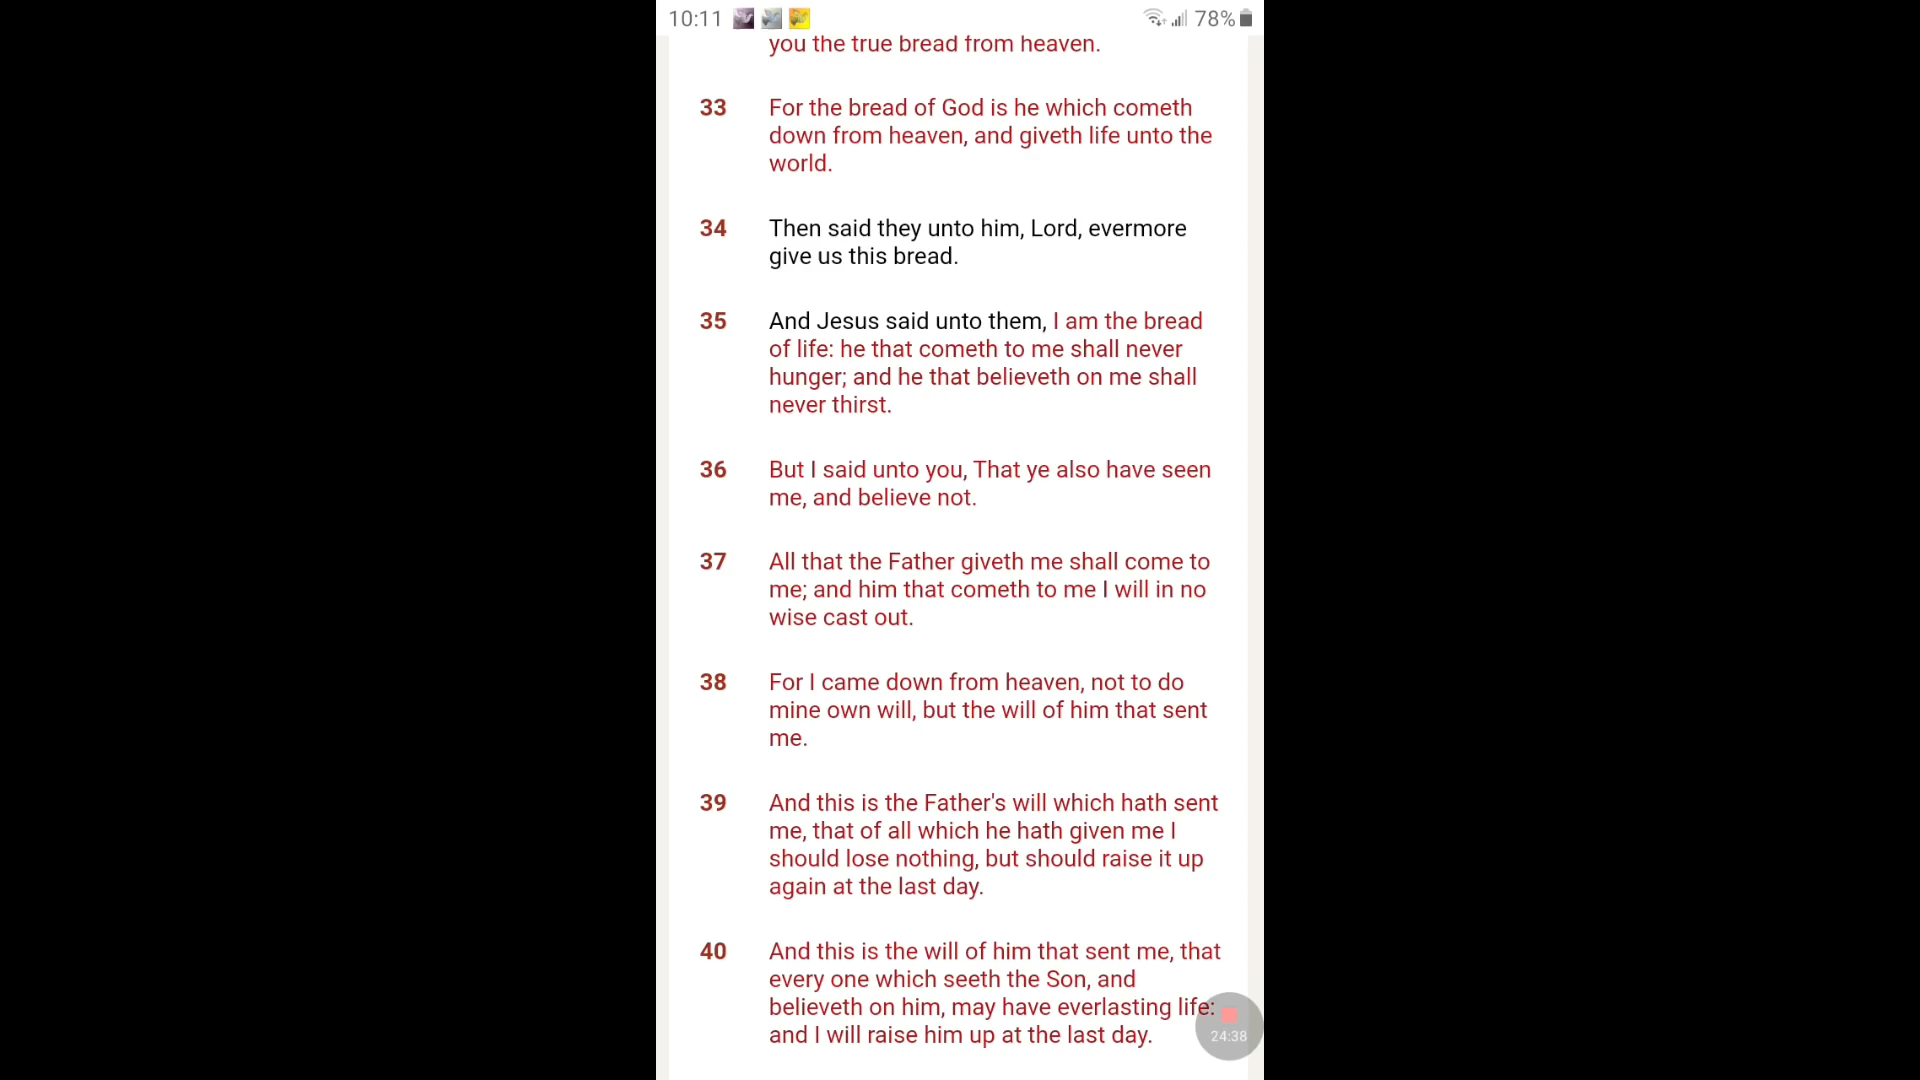 10:11
78%
you the true bread from heaven.
33 For the bread of God is he which cometh
down from heaven, and giveth life unto the
world.
34 Then said they unto him, Lord, evermore
give us this bread.
35 And Jesus said unto them, I am the bread
of life: he that cometh to me shall never
hunger; and he that believeth on me shall
never thirst.
36 But I said unto you, That ye also have seen
me, and believe not.
37 All that the Father giveth me shall come to
me; and him that cometh to me I will in no
wise cast out.
38 For I came down from heaven, not to do
mine own will, but the will of him that sent
me.
39 And this is the Father's will which hath sent
me, that of all which he hath given me I
should lose nothing, but should raise it up
again at the last day.
40 And this is the will of him that sent me, that
every one which seeth the Son, and
believeth on him, may have everlasting life:
and I will raise him up at the last day.
24:38